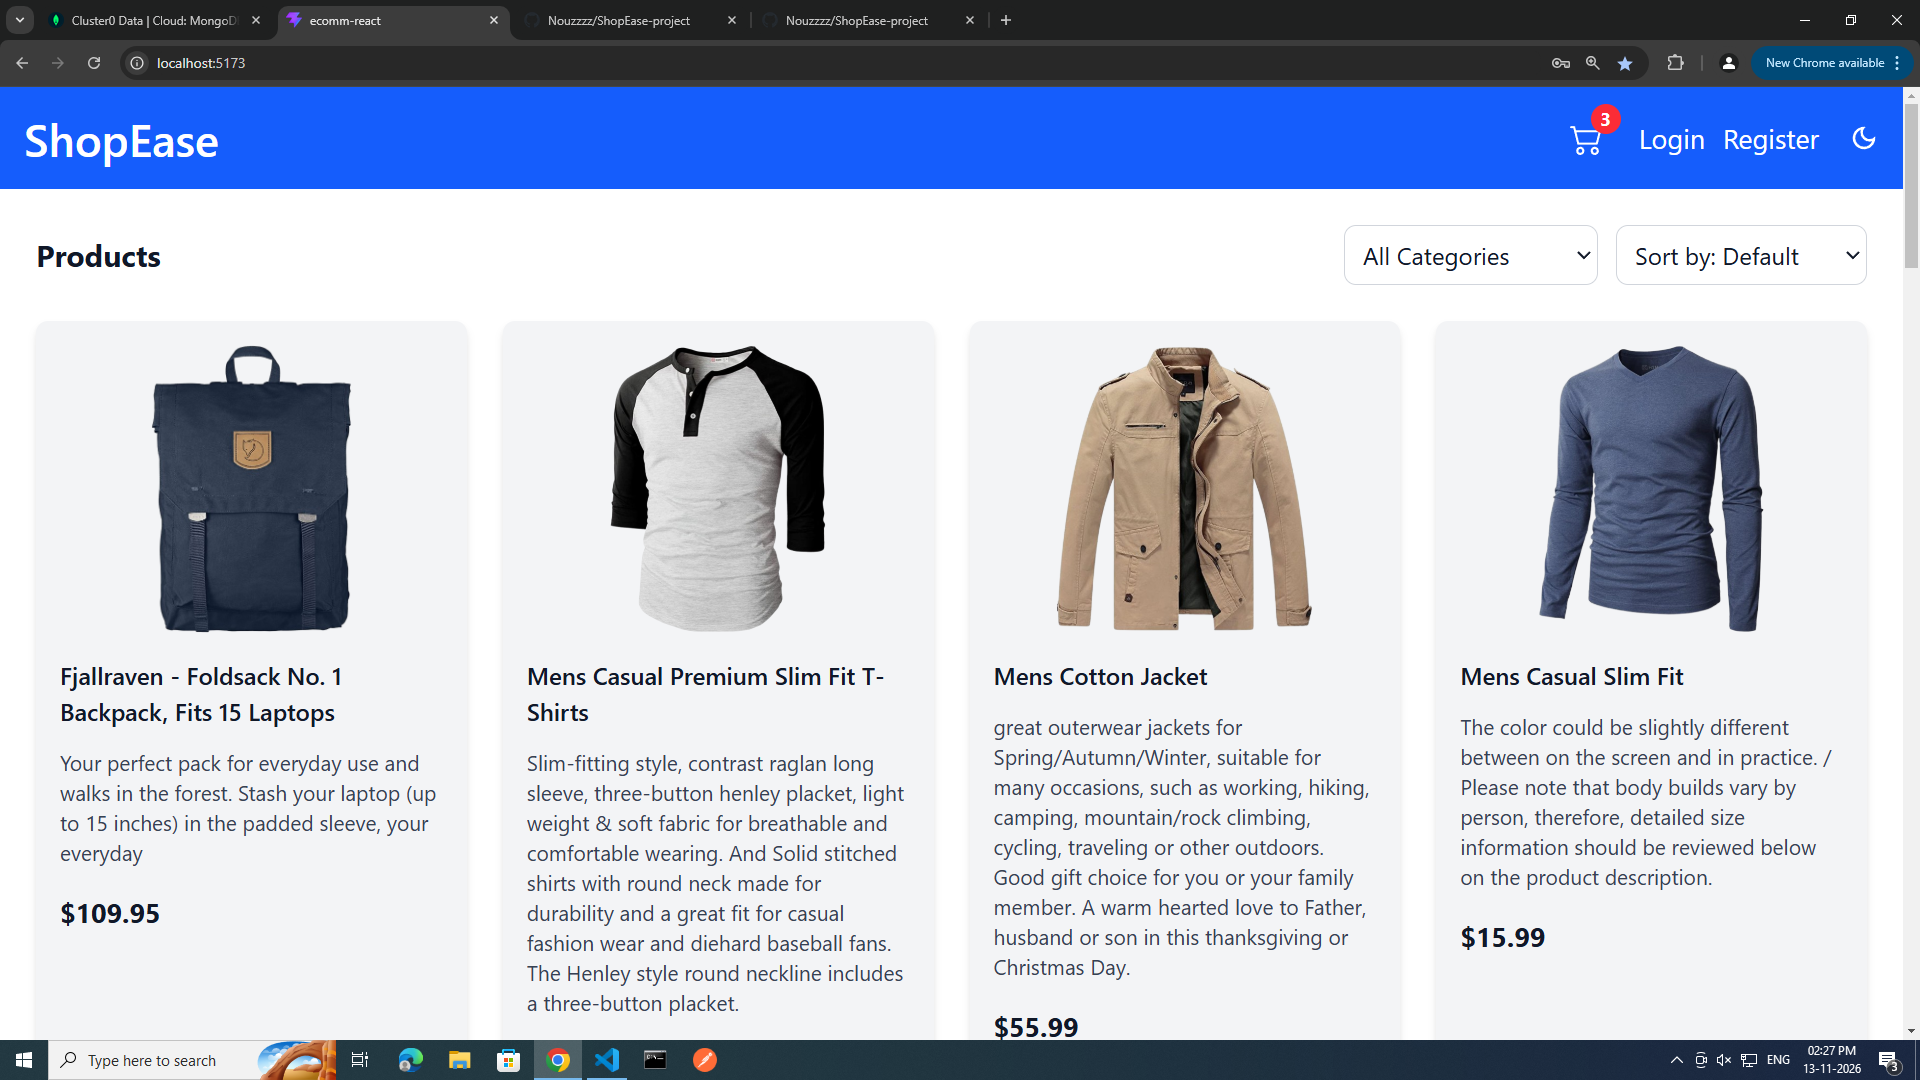 Cluster0 Data | Cloud: MongoD
ecomm-react
Nouzzzz/ShopEase-project
Nouzzzz/ShopEase-project
localhost:5173
New Chrome available
ShopEase
3
Login Register
Products
All Categories
Sort by: Default
Fjallraven - Foldsack No. 1
Backpack, Fits 15 Laptops
Your perfect pack for everyday use and
walks in the forest. Stash your laptop (up
to 15 inches) in the padded sleeve, your
everyday
$109.95
Mens Casual Premium Slim Fit T-
Shirts
Slim-fitting style, contrast raglan long
sleeve, three-button henley placket, light
weight & soft fabric for breathable and
comfortable wearing. And Solid stitched
shirts with round neck made for
durability and a great fit for casual
fashion wear and diehard baseball fans.
The Henley style round neckline includes
a three-button placket.
Mens Cotton Jacket
great outerwear jackets for
Spring/Autumn/Winter, suitable for
many occasions, such as working, hiking,
camping, mountain/rock climbing,
cycling, traveling or other outdoors.
Good gift choice for you or your family
member. A warm hearted love to Father,
husband or son in this thanksgiving or
Christmas Day.
$55.99
Mens Casual Slim Fit
The color could be slightly different
between on the screen and in practice. /
Please note that body builds vary by
person, therefore, detailed size
information should be reviewed below
on the product description.
$15.99
Type here to search
ENG
02:27 PM
13-11-2026
3